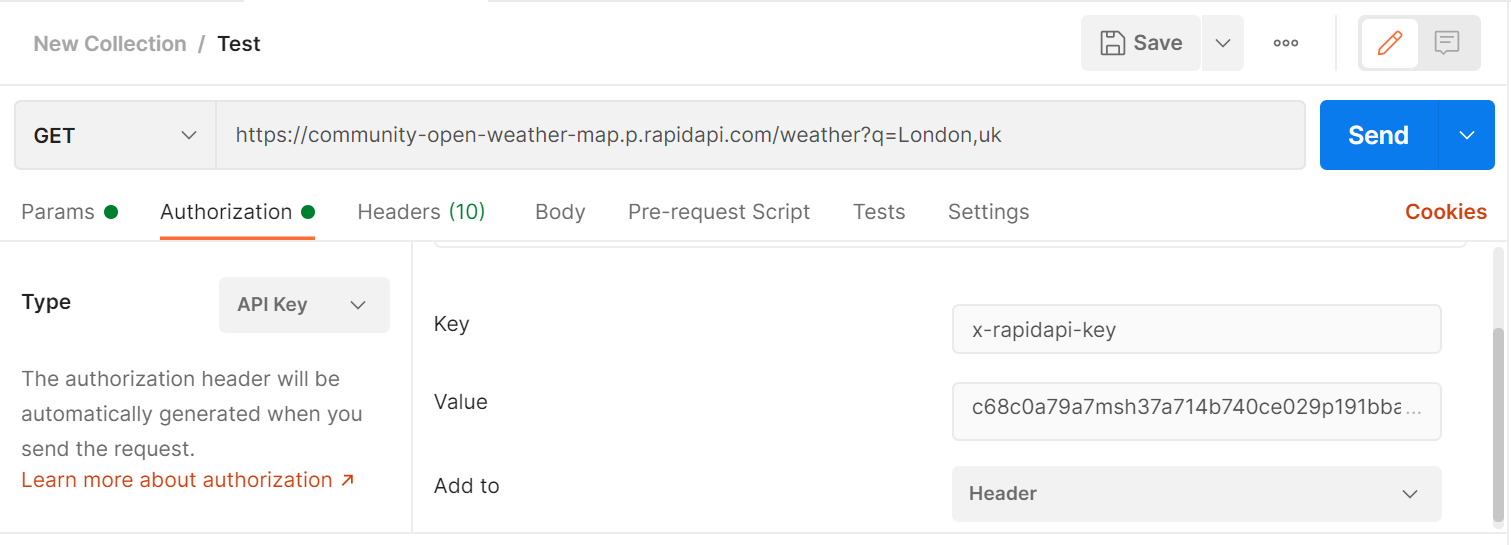 New Collection / Test
Save
GET
https://community-open-weather-map.p.rapidapi.com/weather?q=London,uk
Send
Params
Authorization
Headers (10)
Body
Pre-request Script
Tests
Settings
Cookies
Type
API Key
The authorization header will be
automatically generated when you
send the request.
Learn more about authorization ↗
Key
x-rapidapi-key
Value
c68c0a79a7msh37a714b740ce029p191bba...
Add to
Header